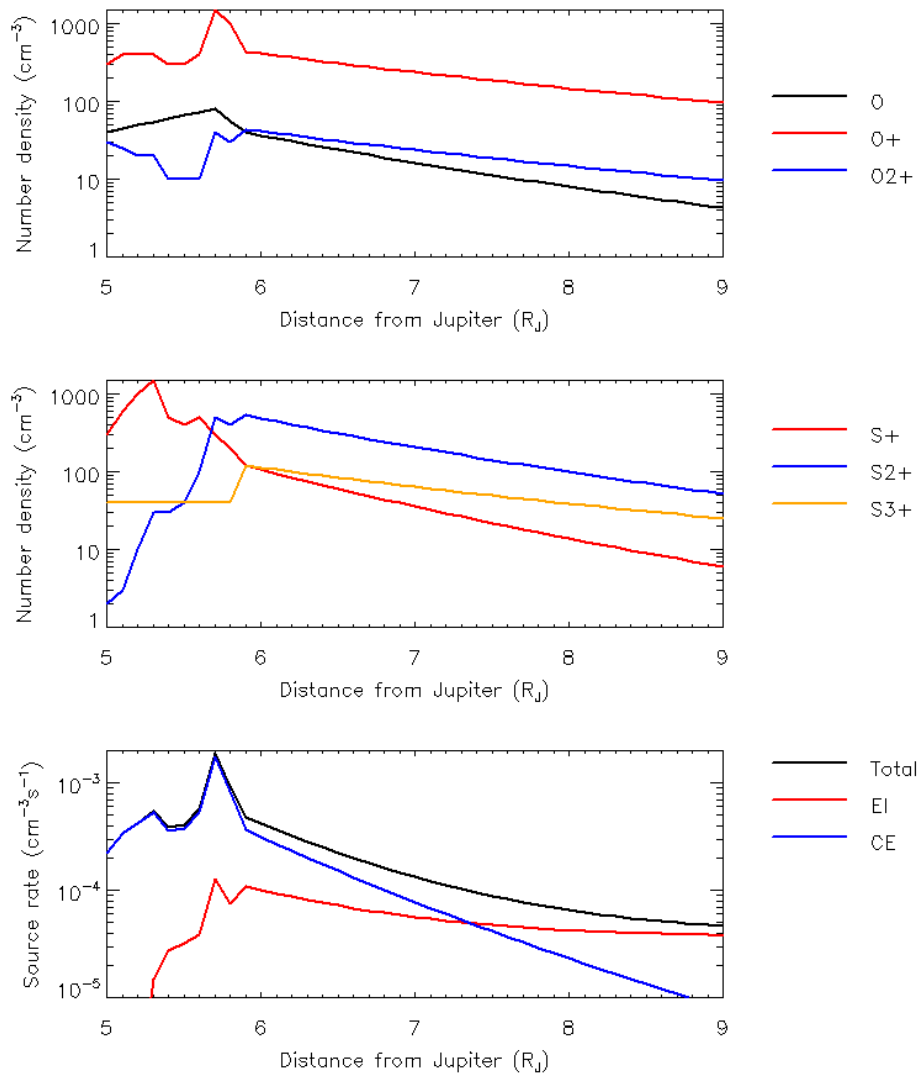 Number density (cm⁻³)
1000
100
10
1
5 6 7 8 9
Distance from Jupiter (R_J)
O
O+
O2+
Number density (cm⁻³)
1000
100
10
1
5 6 7 8 9
Distance from Jupiter (R_J)
S+
S2+
S3+
Source rate (cm⁻³s⁻¹)
10⁻³
10⁻⁴
10⁻⁵
5 6 7 8 9
Distance from Jupiter (R_J)
Total
EI
CE